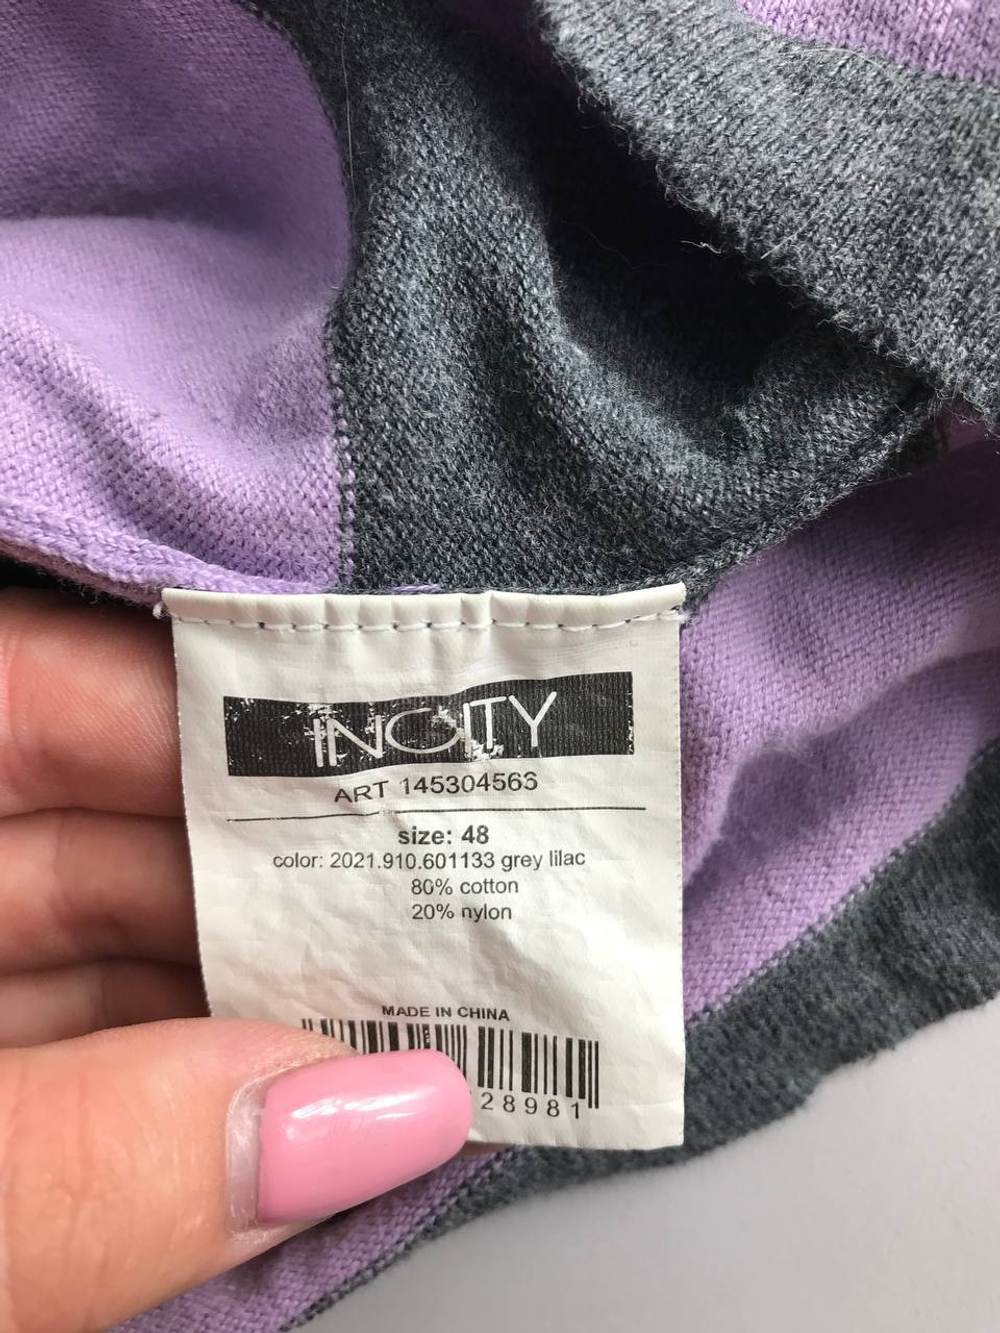 INCITY
ART 145304563
size: 48
color: 2021.910.601133 grey lilac
80% cotton
20% nylon
MADE IN CHINA
28981